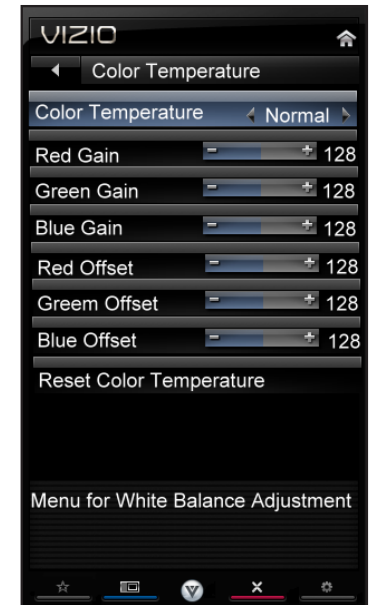 VIZIO
Color Temperature
Color Temperature Normal
Red Gain - + 128
Green Gain - + 128
Blue Gain - + 128
Red Offset - + 128
Greem Offset - + 128
Blue Offset - + 128
Reset Color Temperature
Menu for White Balance Adjustment
V